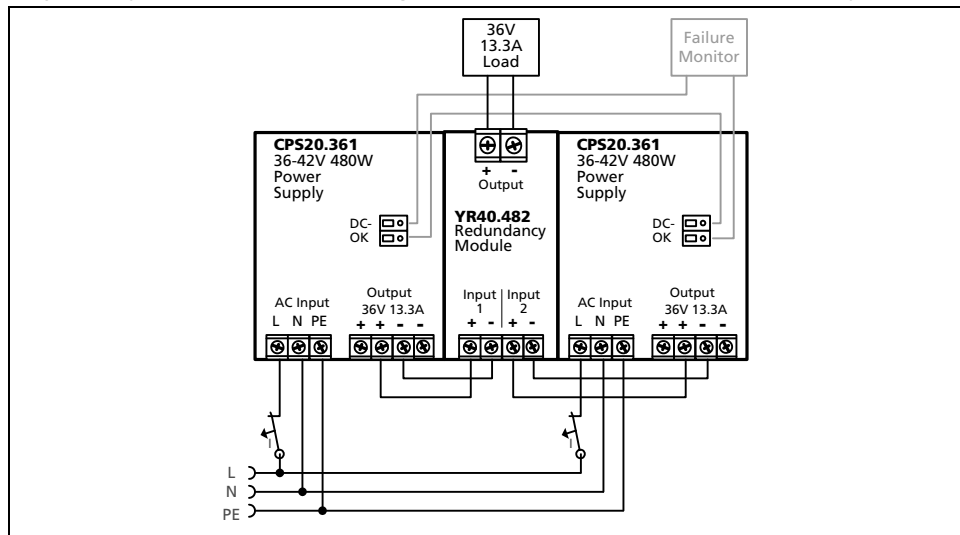 36V
13.3A
Load
Failure
Monitor
CPS20.361
36-42V 480W
Power
Supply
DC-
OK
AC Input
L N PE
Output
36V 13.3A
+ + - -
+ -
Output
YR40.482
Redundancy
Module
Input Input
1 2
+ - + -
CPS20.361
36-42V 480W
Power
Supply
DC-
OK
AC Input
L N PE
Output
36V 13.3A
+ + - -
I
I
L
N
PE